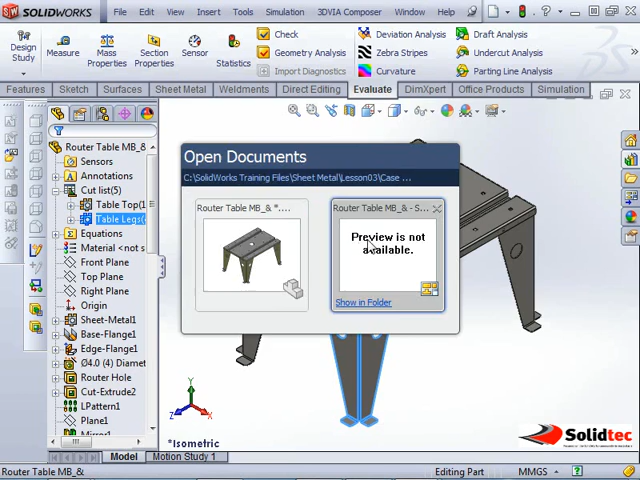 SOLIDWORKS File Edit View Insert Tools Simulation 3DVIA Composer Window Help
Design Study
Measure
Mass Properties
Section Properties
Sensor
Statistics
Check
Geometry Analysis
Import Diagnostics
Deviation Analysis
Zebra Stripes
Curvature
Draft Analysis
Undercut Analysis
Parting Line Analysis
Features Sketch Surfaces Sheet Metal Weldments Direct Editing Evaluate DimXpert Office Products Simulation
Router Table MB_&
Sensors
Annotations
Cut list(5)
Table Top(1
Table Legs(
Equations
Material <not s
Front Plane
Top Plane
Right Plane
Origin
Sheet-Metal1
Base-Flange1
Edge-Flange1
Ø4.0 (4) Diamet
Router Hole
Cut-Extrude2
LPattern1
Plane1
Mirror1
Open Documents
C:\SolidWorks Training Files\Sheet Metal\Lesson03\Case ...
Router Table MB_& *....
Router Table MB_& - S...
Preview is not
available.
Show in Folder
Y
Z X
*Isometric
Solidtec
Model Motion Study 1
Router Table MB_& Editing Part MMGS